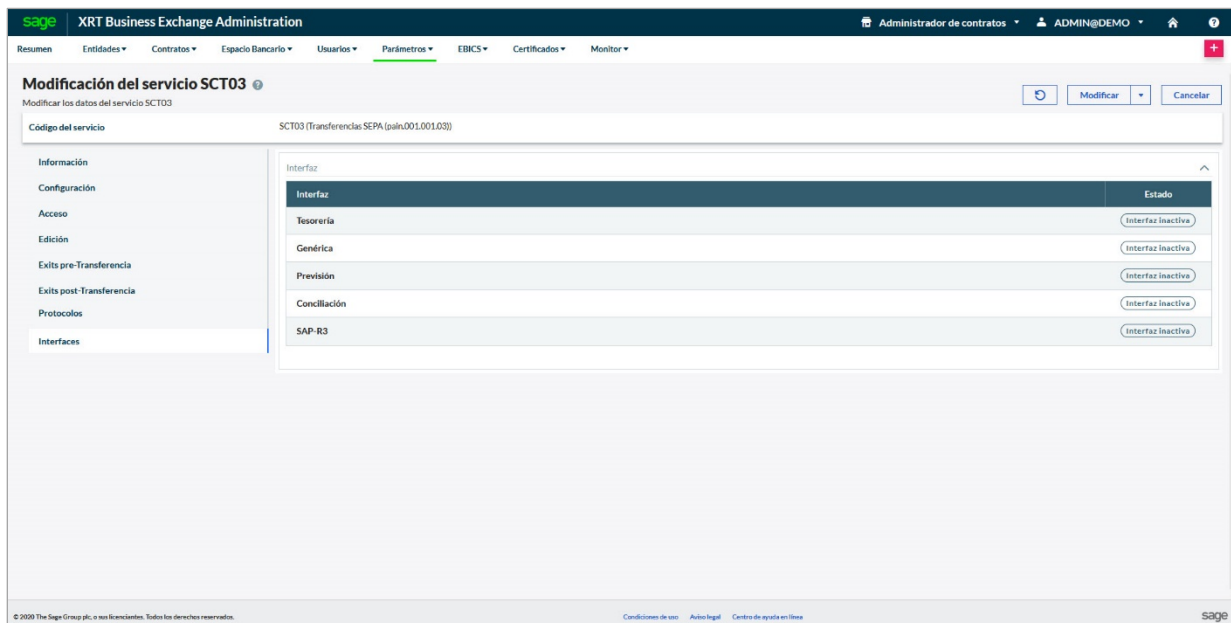 sage XRT Business Exchange Administration Administrador de contratos ADMIN@DEMO
Resumen Entidades Contratos Espacio Bancario Usuarios Parámetros EBICS Certificados Monitor +
Modificación del servicio SCT03
Modificar los datos del servicio SCT03
Modificar Cancelar
Código del servicio SCT03 (Transferencias SEPA (pain.001.001.03))
Información
Configuración
Acceso
Edición
Exits pre-Transferencia
Exits post-Transferencia
Protocolos
Interfaces
Interfaz
Interfaz Estado
Tesorería Interfaz inactiva
Genérica Interfaz inactiva
Previsión Interfaz inactiva
Conciliación Interfaz inactiva
SAP-R3 Interfaz inactiva
© 2020 The Sage Group plc, o sus licenciantes. Todos los derechos reservados. Condiciones de uso Aviso legal Centro de ayuda en línea sage